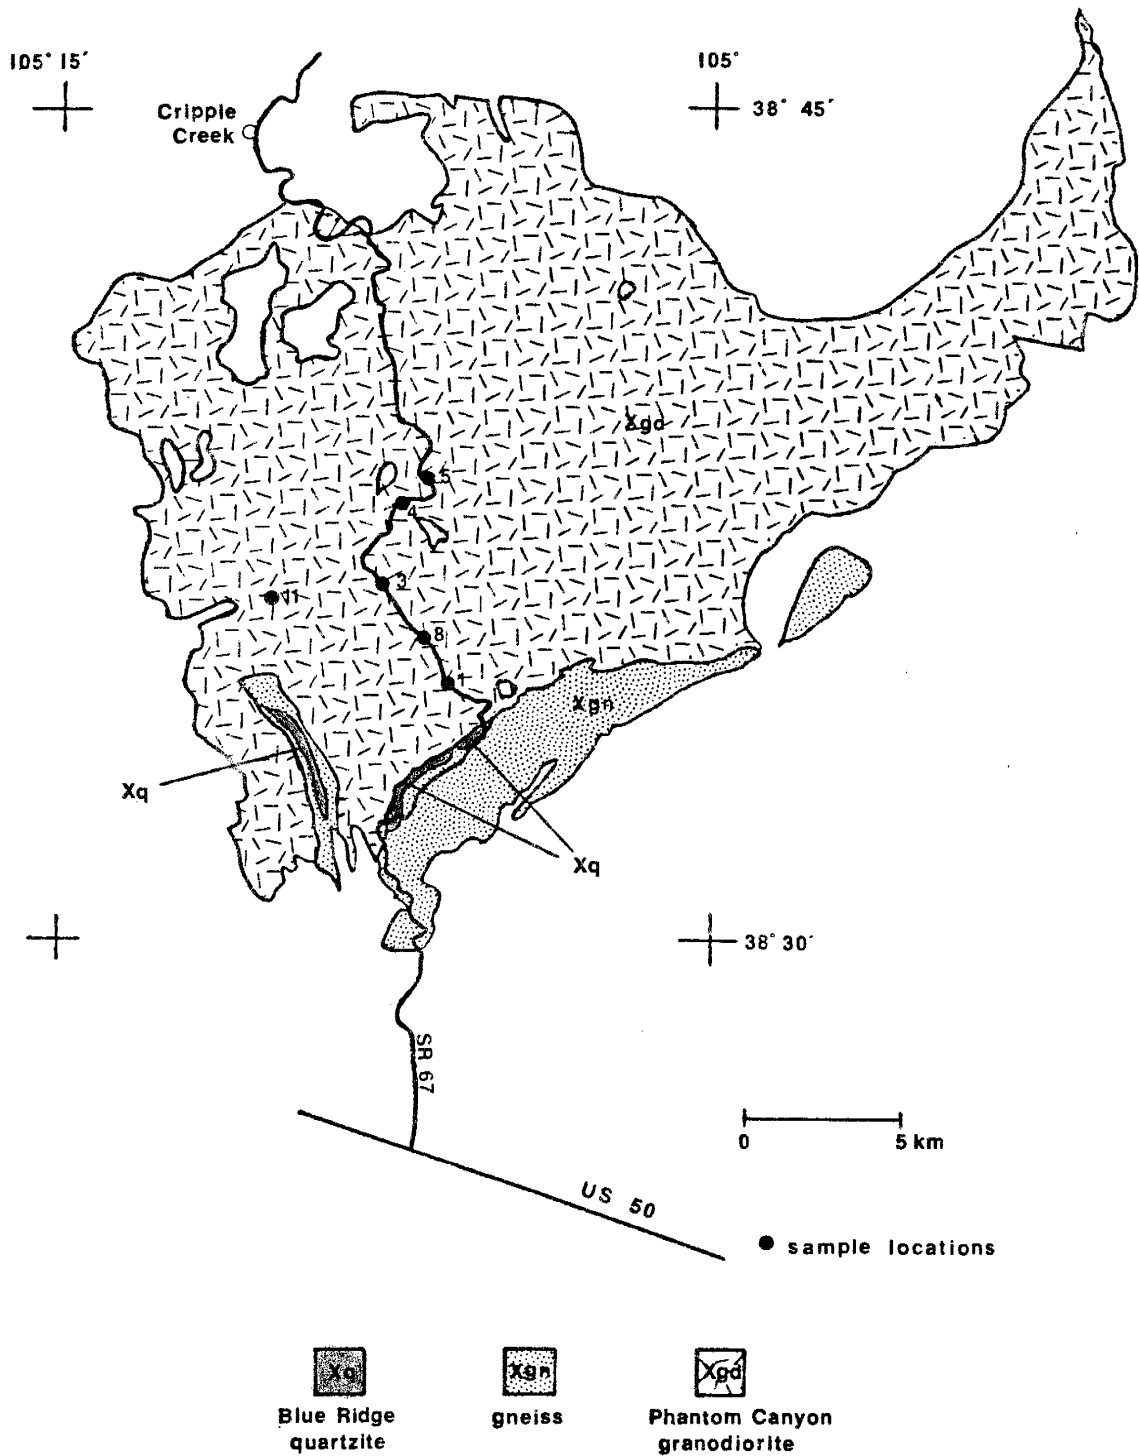 105° 15′
105°
38° 45′
Cripple
Creek
Xgd
5
4
3
11
8
1
Xgn
Xq
Xq
38° 30′
SR 67
0
5 km
US 50
sample locations
Xq
Xgn
Xgd
Blue Ridge
quartzite
gneiss
Phantom Canyon
granodiorite